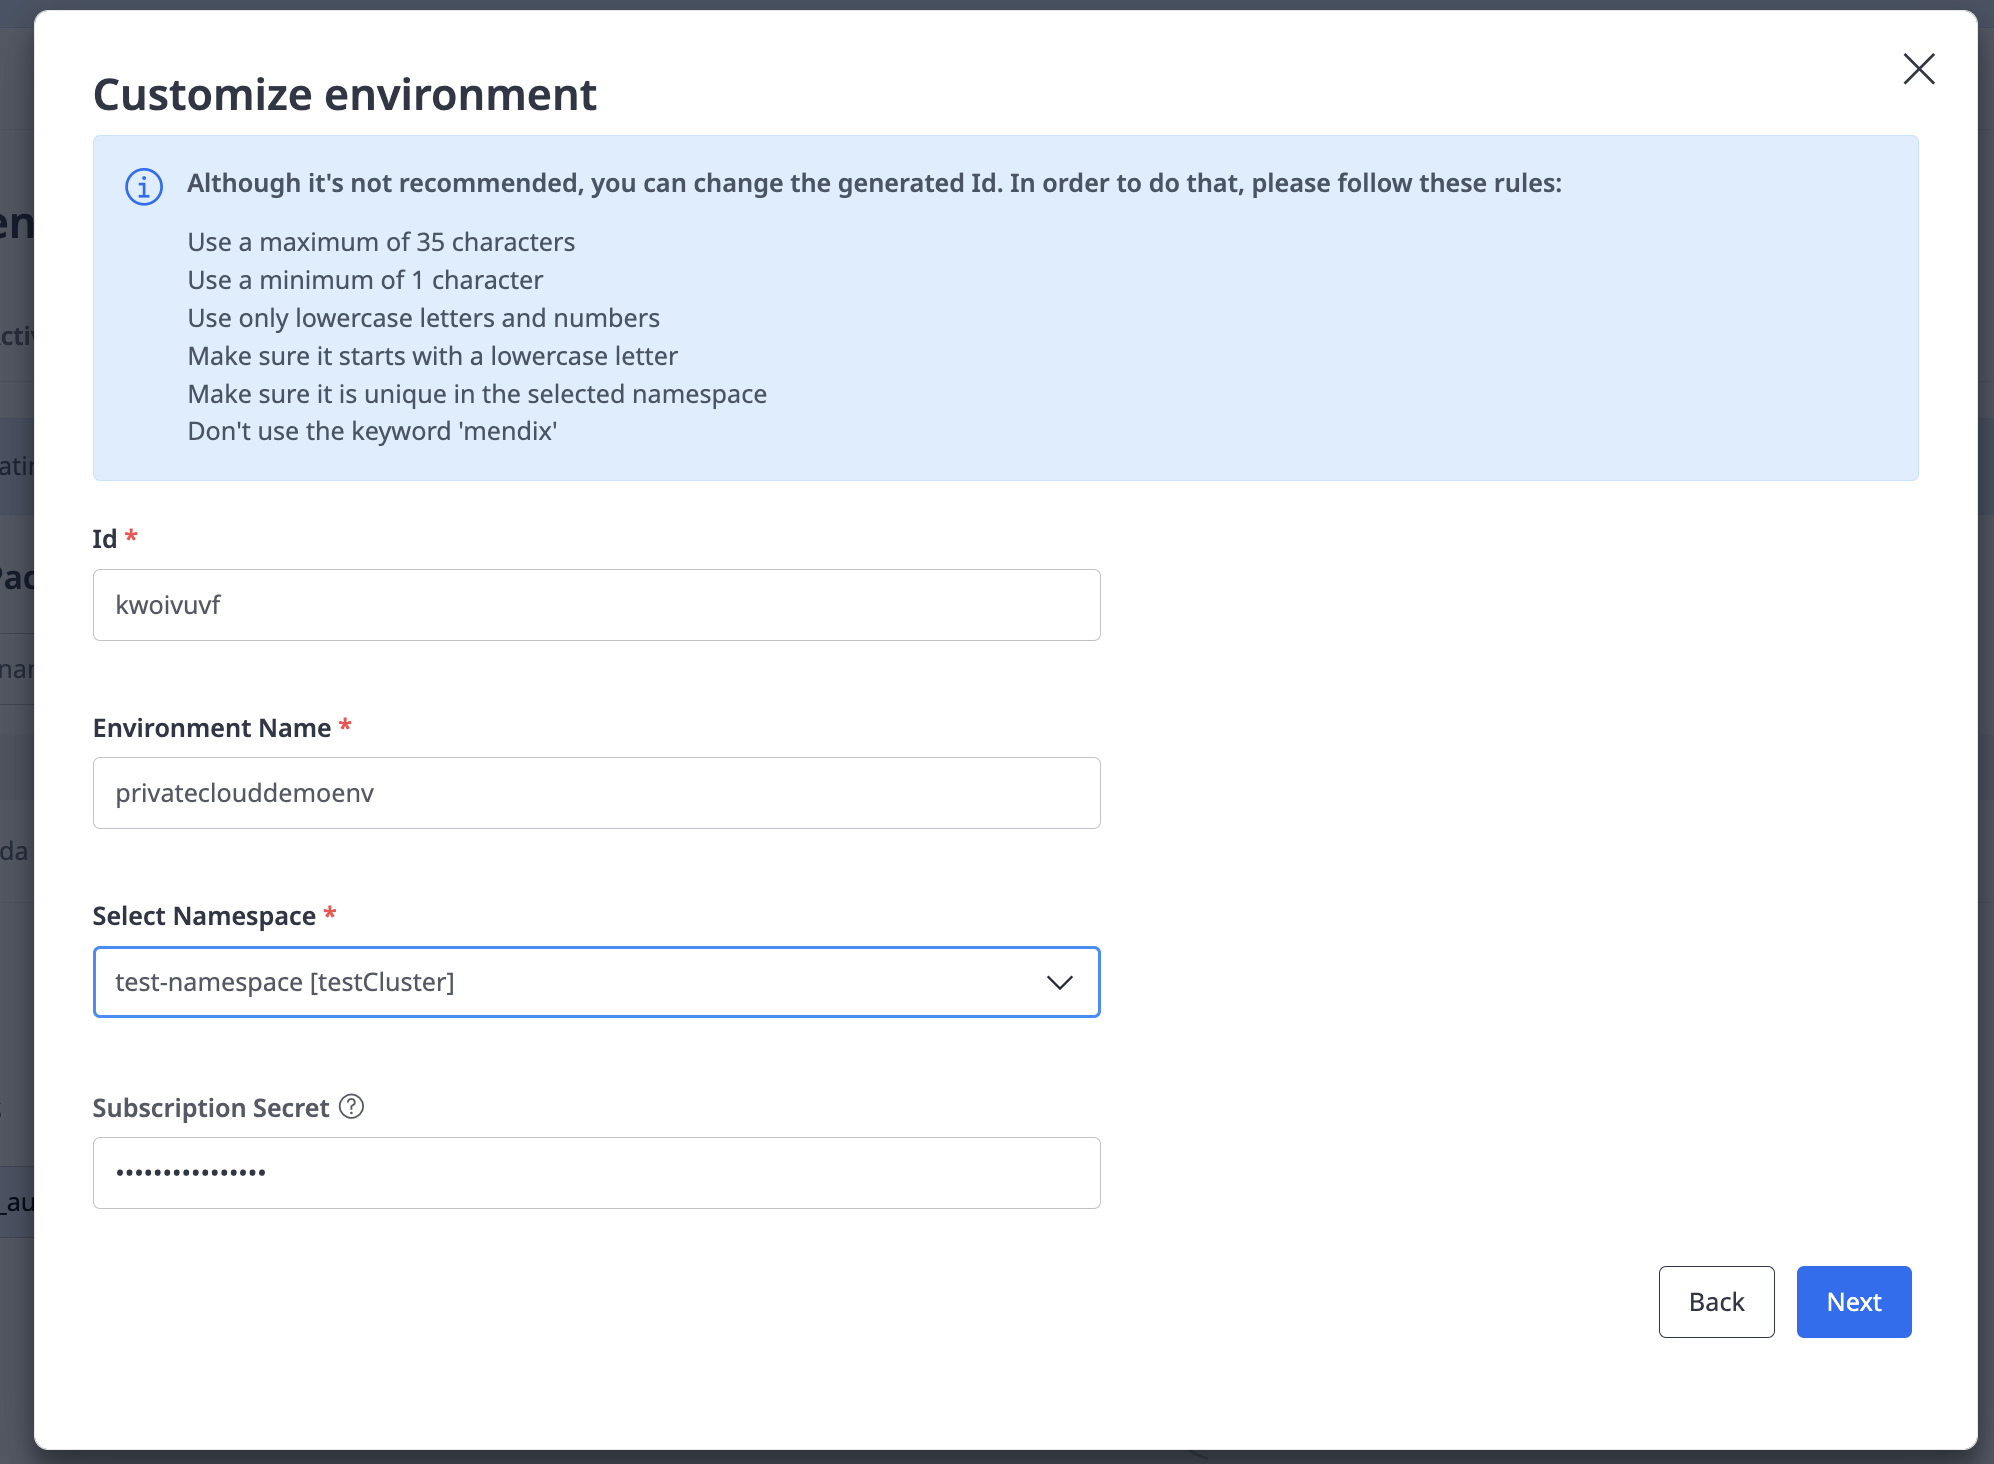 Customize environment
Although it's not recommended, you can change the generated Id. In order to do that, please follow these rules:
Use a maximum of 35 characters
Use a minimum of 1 character
Use only lowercase letters and numbers
Make sure it starts with a lowercase letter
Make sure it is unique in the selected namespace
Don't use the keyword 'mendix'
Id *
kwoivuvf
Environment Name *
privateclouddemoenv
Select Namespace *
test-namespace [testCluster]
Subscription Secret
••••••••••••••••
Back
Next